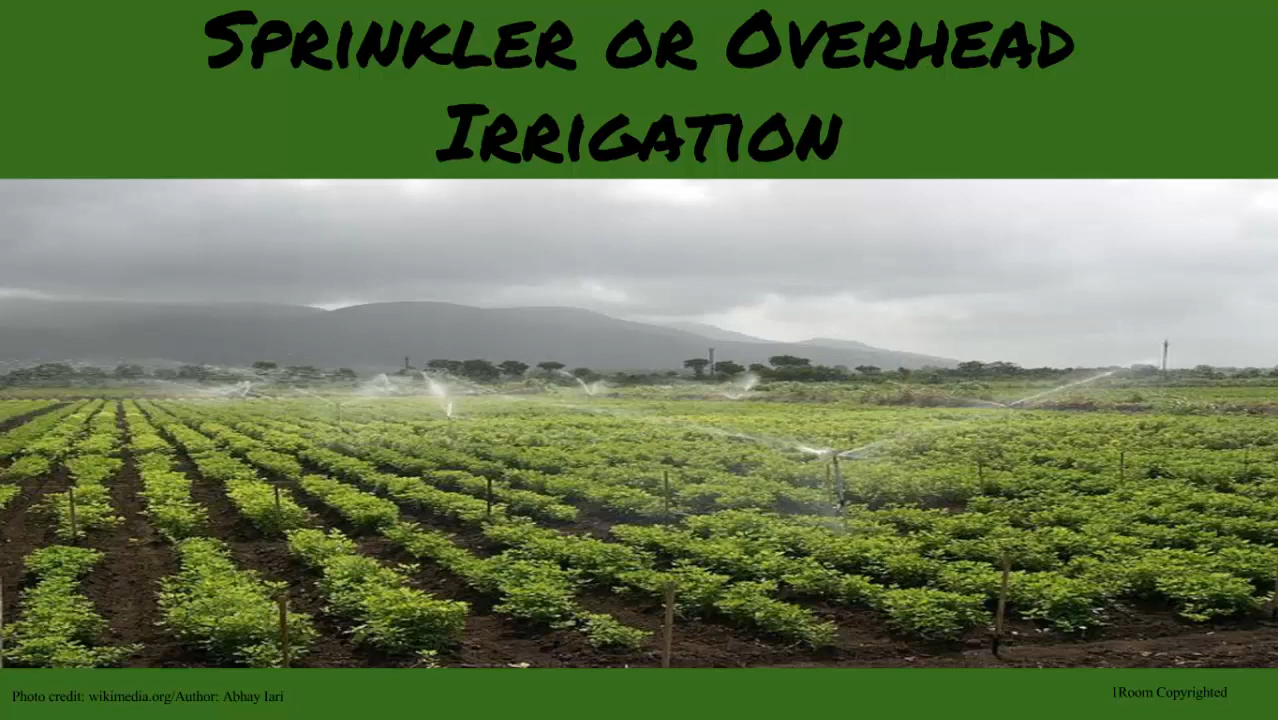 Sprinkler or Overhead
Irrigation
Photo credit: wikimedia.org/Author: Abhay Iari
1Room Copyrighted